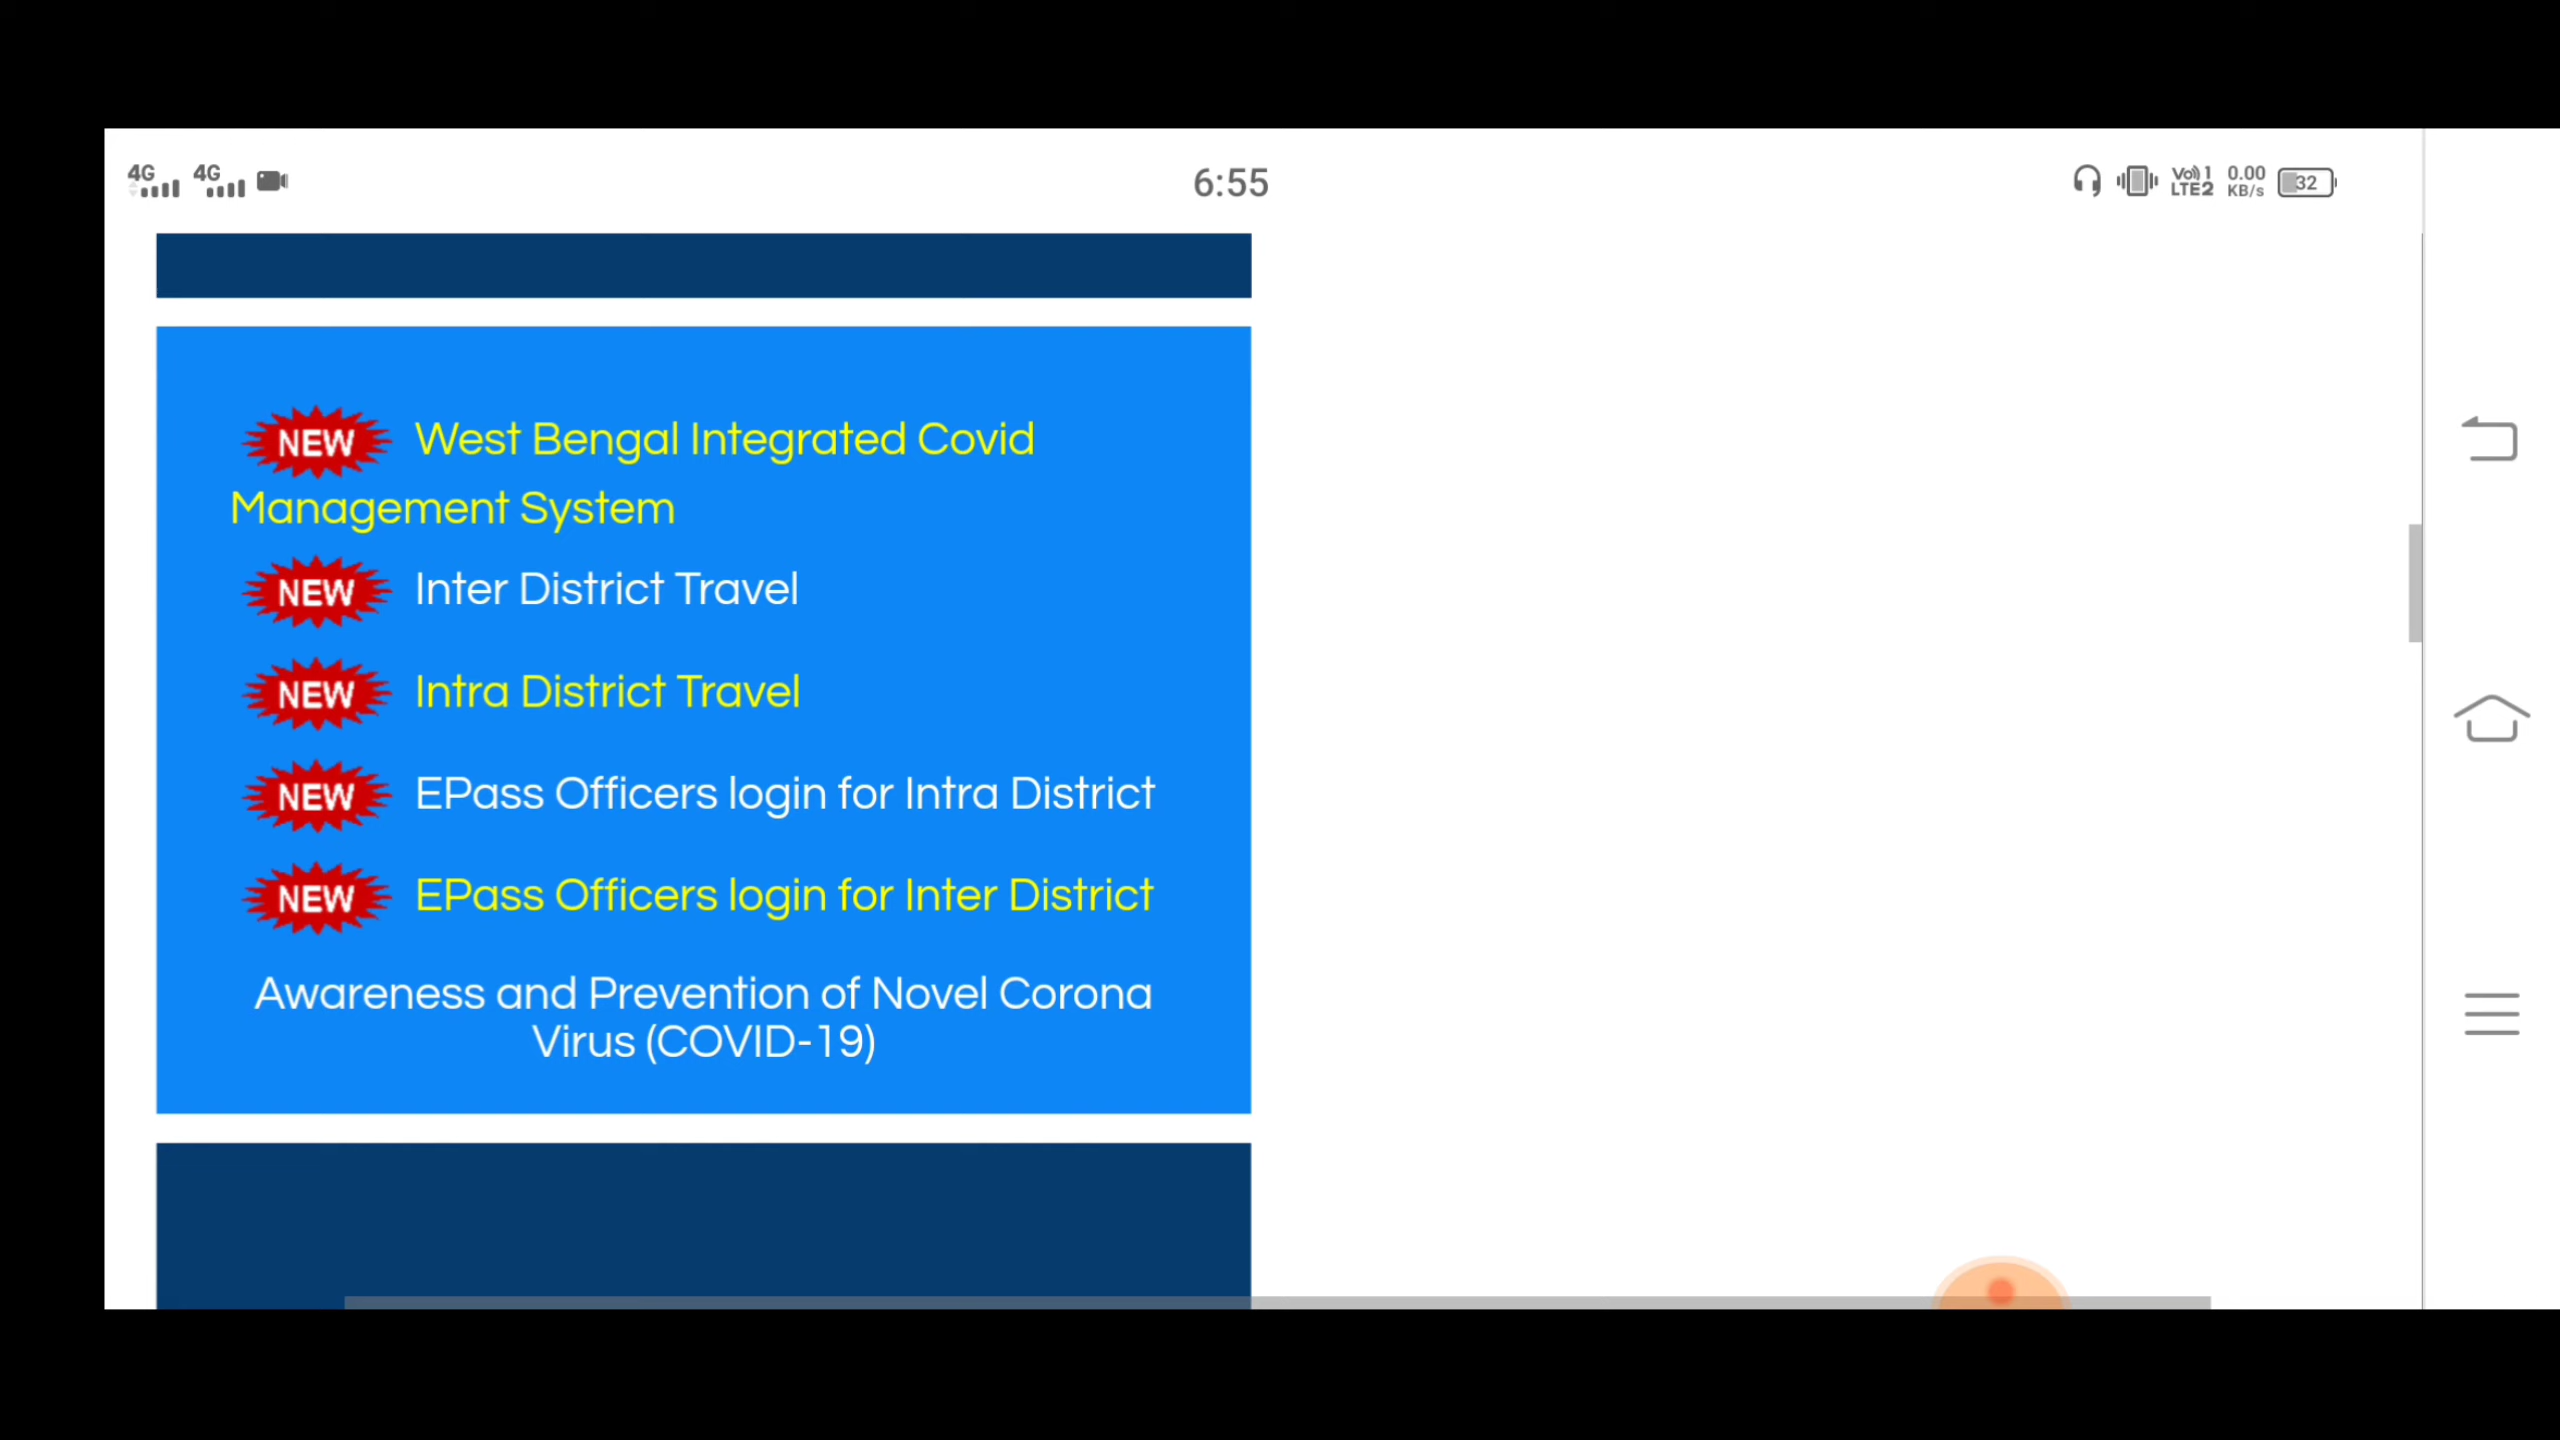 4G 4G 6:55 Vo) 1 LTE2 0.00 KB/s 32
NEW West Bengal Integrated Covid
Management System
NEW Inter District Travel
NEW Intra District Travel
NEW EPass Officers login for Intra District
NEW EPass Officers login for Inter District
Awareness and Prevention of Novel Corona
Virus (COVID-19)